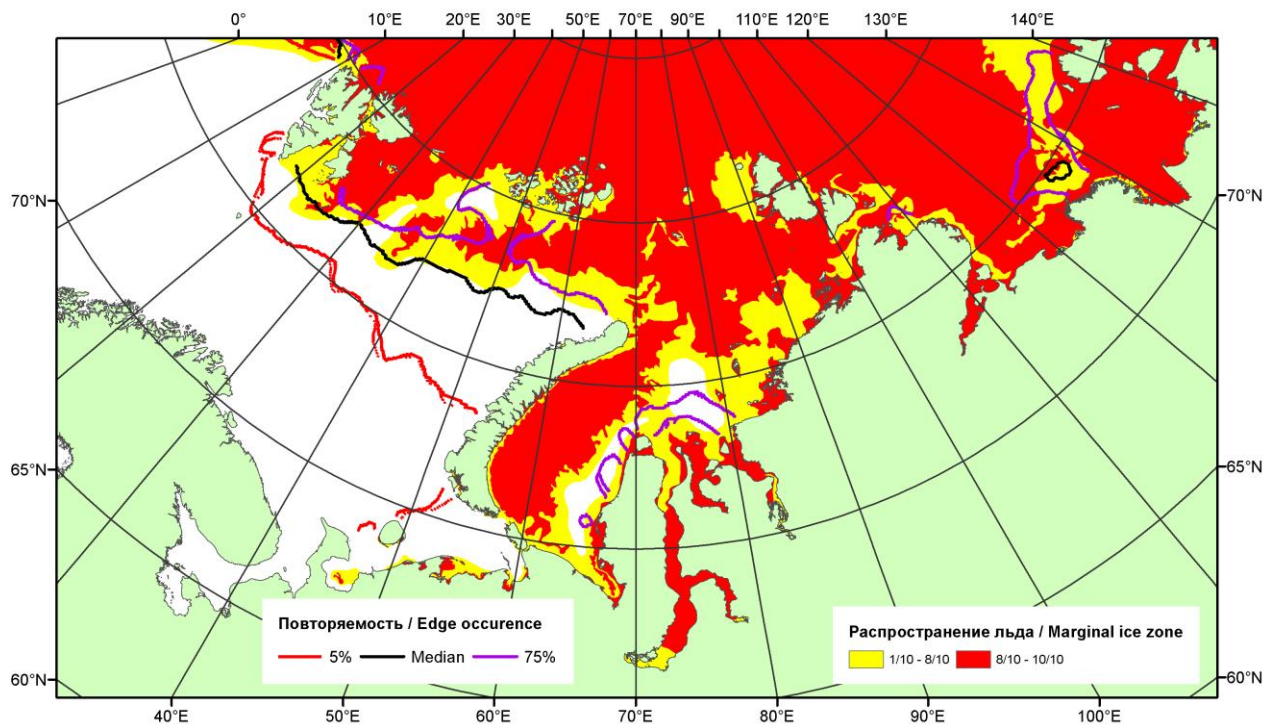 0° 10°E 20°E 30°E 50°E 70°E 90°E 110°E 120°E 130°E 140°E
70°N 70°N
65°N 65°N
Повторяемость / Edge occurence
5% Median 75%
Распространение льда / Marginal ice zone
1/10 - 8/10 8/10 - 10/10
60°N 60°N
40°E 50°E 60°E 70°E 80°E 90°E 100°E